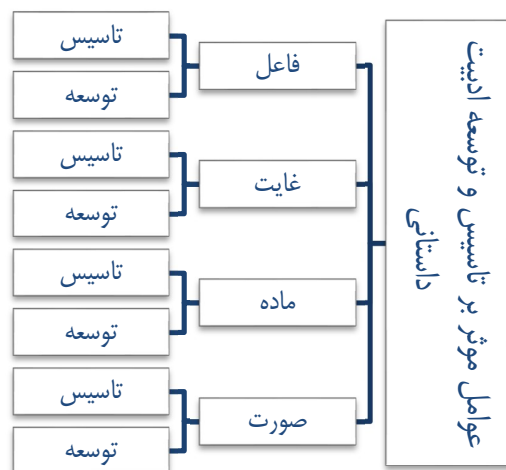 عوامل موثر بر تاسیس و توسعه ادبیت
داستانی
فاعل
تاسیس
توسعه
غایت
تاسیس
توسعه
ماده
تاسیس
توسعه
صورت
تاسیس
توسعه